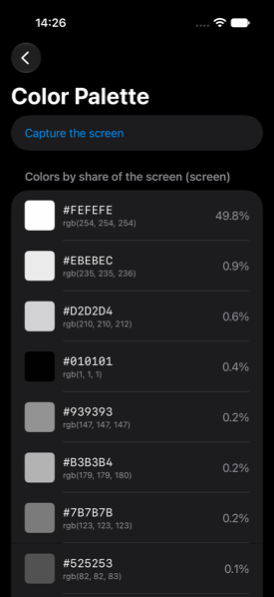 14:26
Color Palette
Capture the screen
Colors by share of the screen (screen)
#FEFEFE
rgb(254, 254, 254)
49.8%
#EBEBEC
rgb(235, 235, 236)
0.9%
#D2D2D4
rgb(210, 210, 212)
0.6%
#010101
rgb(1, 1, 1)
0.4%
#939393
rgb(147, 147, 147)
0.2%
#B3B3B4
rgb(179, 179, 180)
0.2%
#7B7B7B
rgb(123, 123, 123)
0.2%
#525253
rgb(82, 82, 83)
0.1%